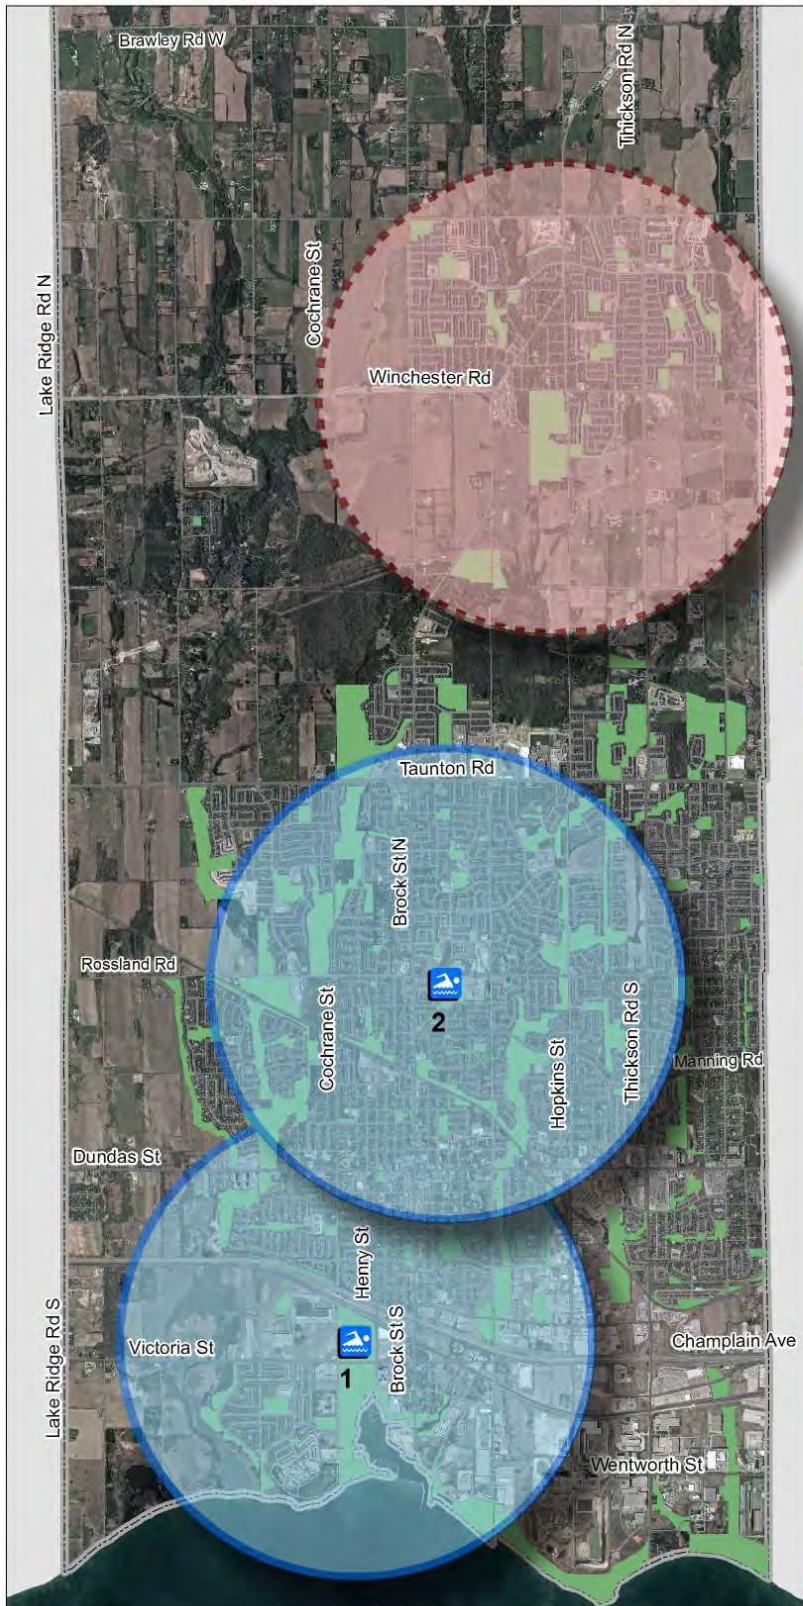 Brawley Rd W
Thickson Rd N
Cochrane St
Lake Ridge Rd N
Winchester Rd
Taunton Rd
Brock St N
Rossland Rd
2
Cochrane St
Hopkins St
Thickson Rd S
Manning Rd
Dundas St
Henry St
Lake Ridge Rd S
Victoria St
1
Brock St S
Champlain Ave
Wentworth St